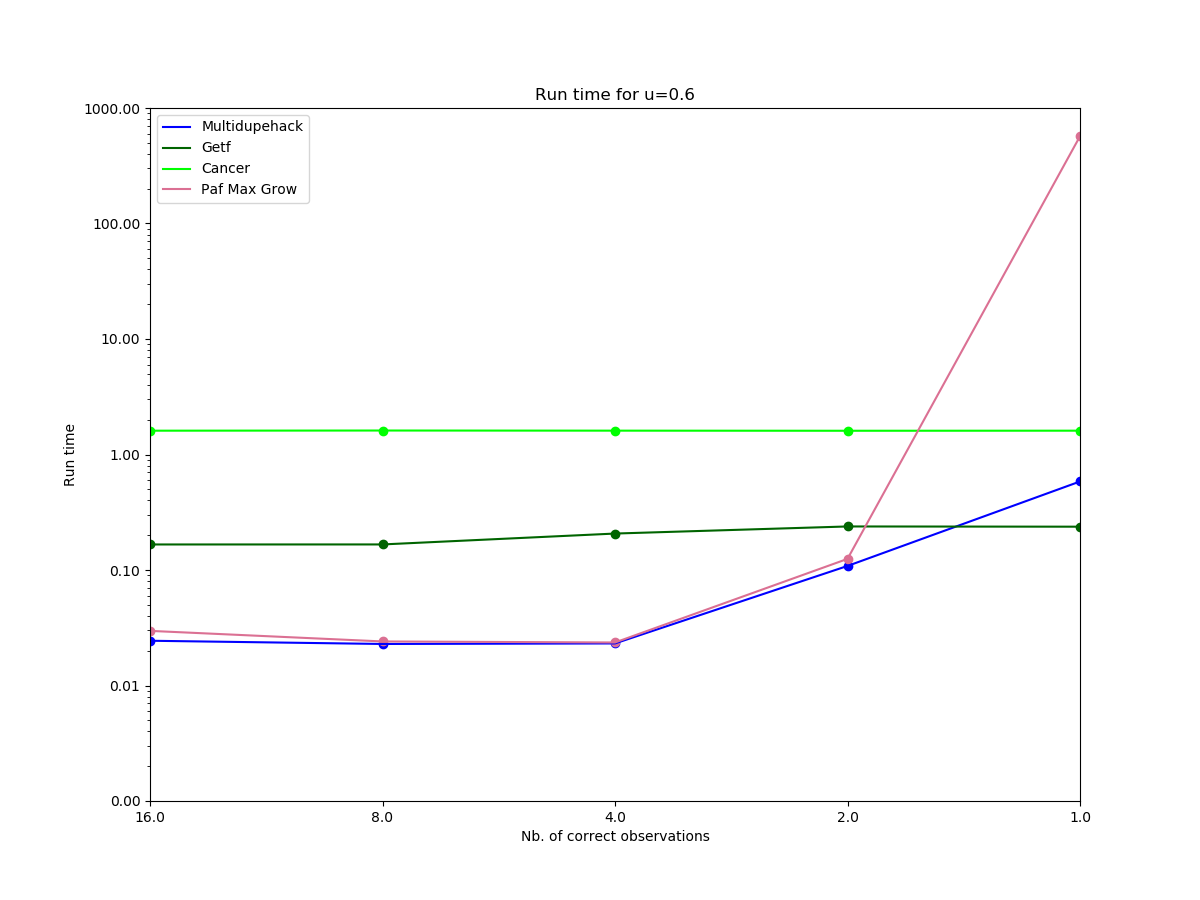 Run time for u=0.6
1000.00
100.00
10.00
1.00
0.10
0.01
0.00
Run time
Multidupehack
Getf
Cancer
Paf Max Grow
16.0 8.0 4.0 2.0 1.0
Nb. of correct observations